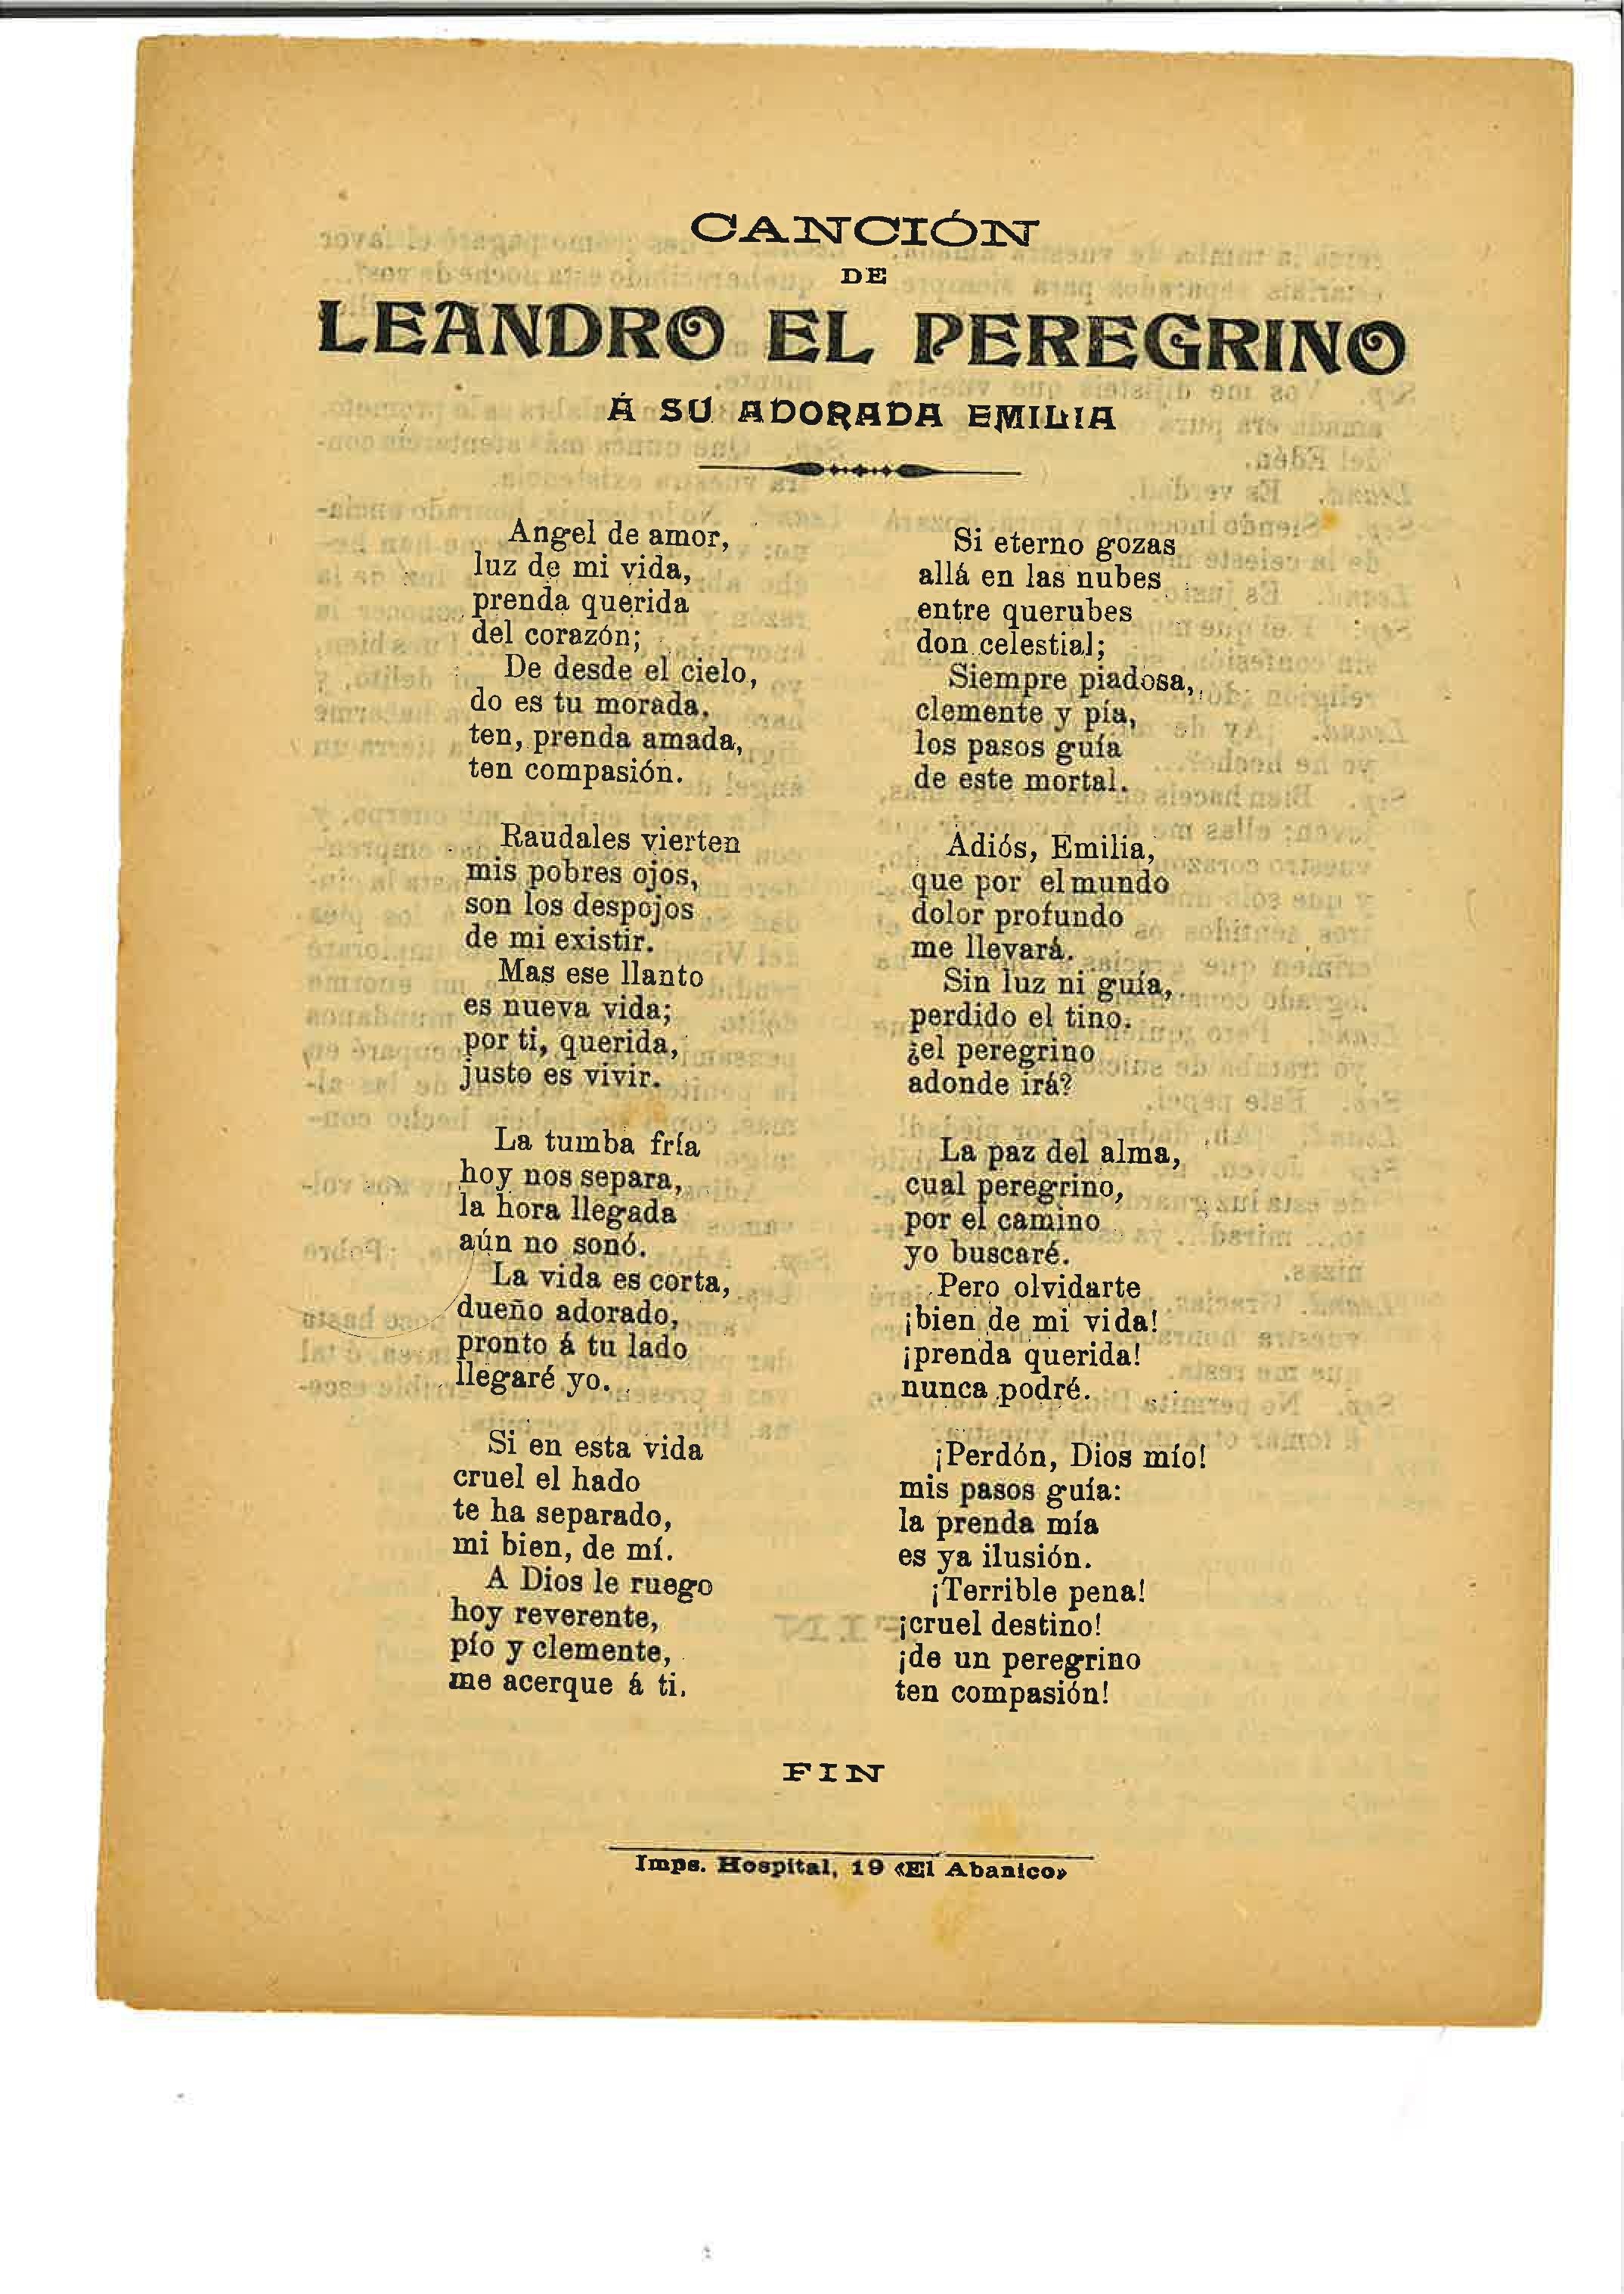 CANCIÓN
DE
LEANDRO EL PEREGRINO
Á SU ADORADA EMILIA
Angel de amor,
luz de mi vida,
prenda querida
del corazón;
De desde el cielo,
do es tu morada,
ten, prenda amada,
ten compasión.
Raudales vierten
mis pobres ojos,
son los despojos
de mi existir.
Mas ese llanto
es nueva vida;
por ti, querida,
justo es vivir.
La tumba fría
hoy nos separa,
la hora llegada
aún no sonó.
La vida es corta,
dueño adorado,
pronto á tu lado
llegaré yo.
Si en esta vida
cruel el hado
te ha separado,
mi bien, de mí.
A Dios le ruego
hoy reverente,
pío y clemente,
me acerque á ti.
Si eterno gozas
allá en las nubes
entre querubes
don celestial;
Siempre piadosa,
clemente y pía,
los pasos guía
de este mortal.
Adiós, Emilia,
que por el mundo
dolor profundo
me llevará.
Sin luz ni guía,
perdido el tino.
¿el peregrino
adonde irá?
La paz del alma,
cual peregrino,
por el camino
yo buscaré.
Pero olvidarte
¡bien de mi vida!
¡prenda querida!
nunca podré.
¡Perdón, Dios mío!
mis pasos guía:
la prenda mía
es ya ilusión.
¡Terrible pena!
¡cruel destino!
¡de un peregrino
ten compasión!
FIN
Imps. Hospital, 19 «El Abanico»